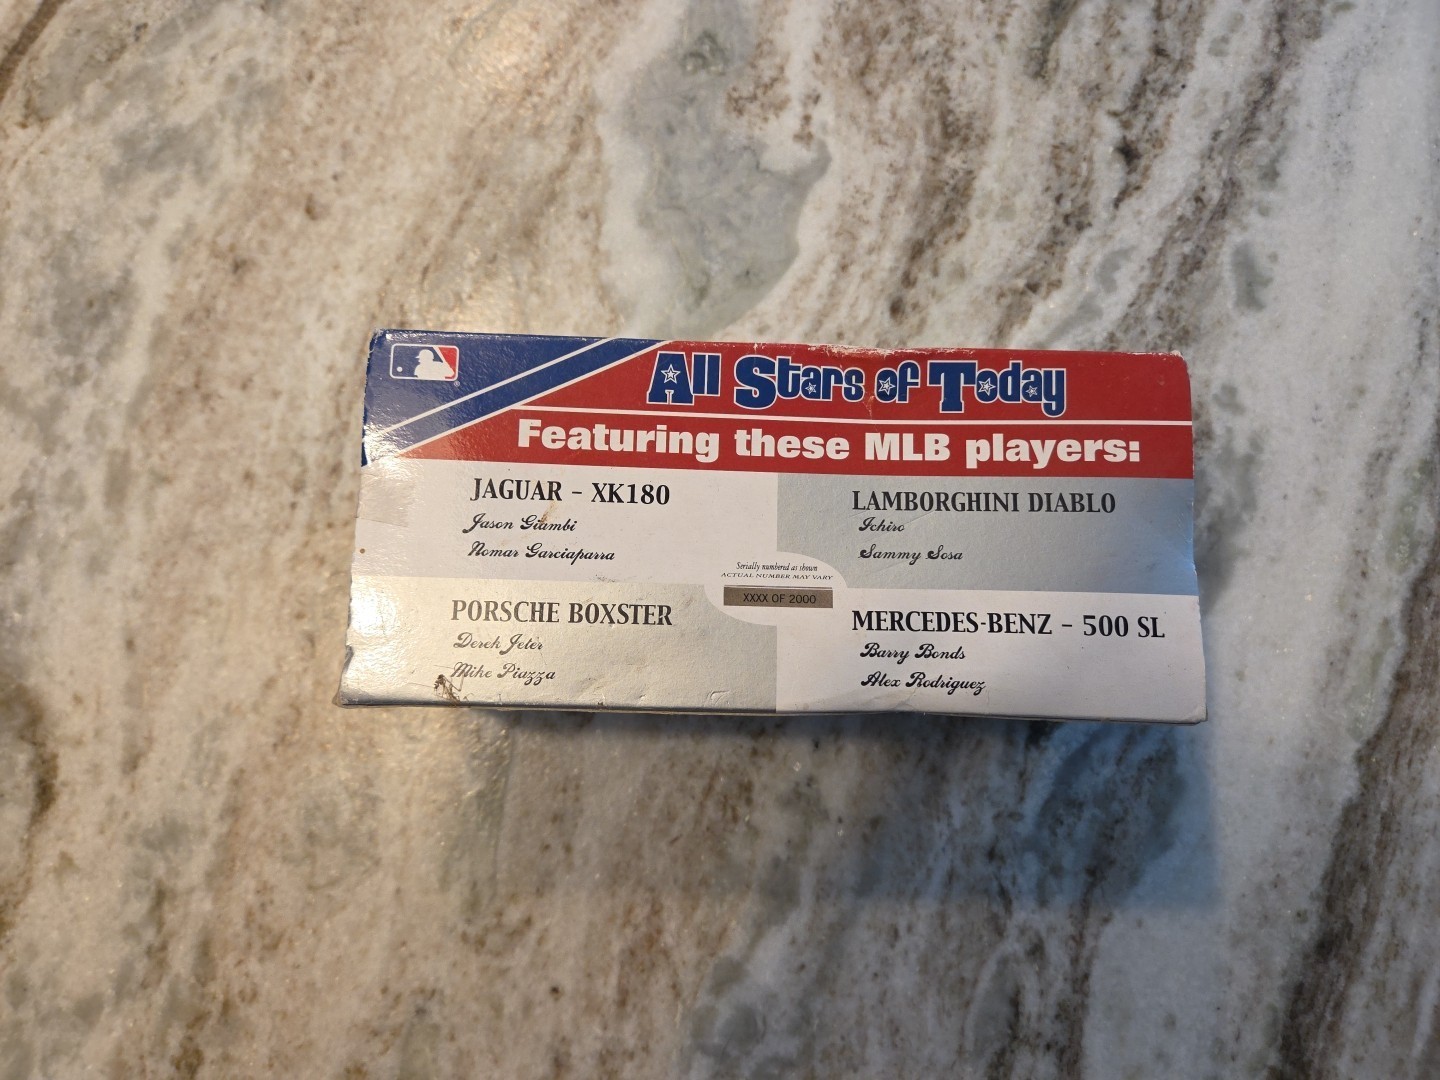 All Stars of Today
Featuring these MLB players:
JAGUAR – XK180
Jason Giambi
Nomar Garciaparra
LAMBORGHINI DIABLO
Ichiro
Sammy Sosa
Serially numbered as shown
ACTUAL NUMBER MAY VARY
XXXX OF 2000
PORSCHE BOXSTER
Derek Jeter
Mike Piazza
MERCEDES-BENZ – 500 SL
Barry Bonds
Alex Rodriguez